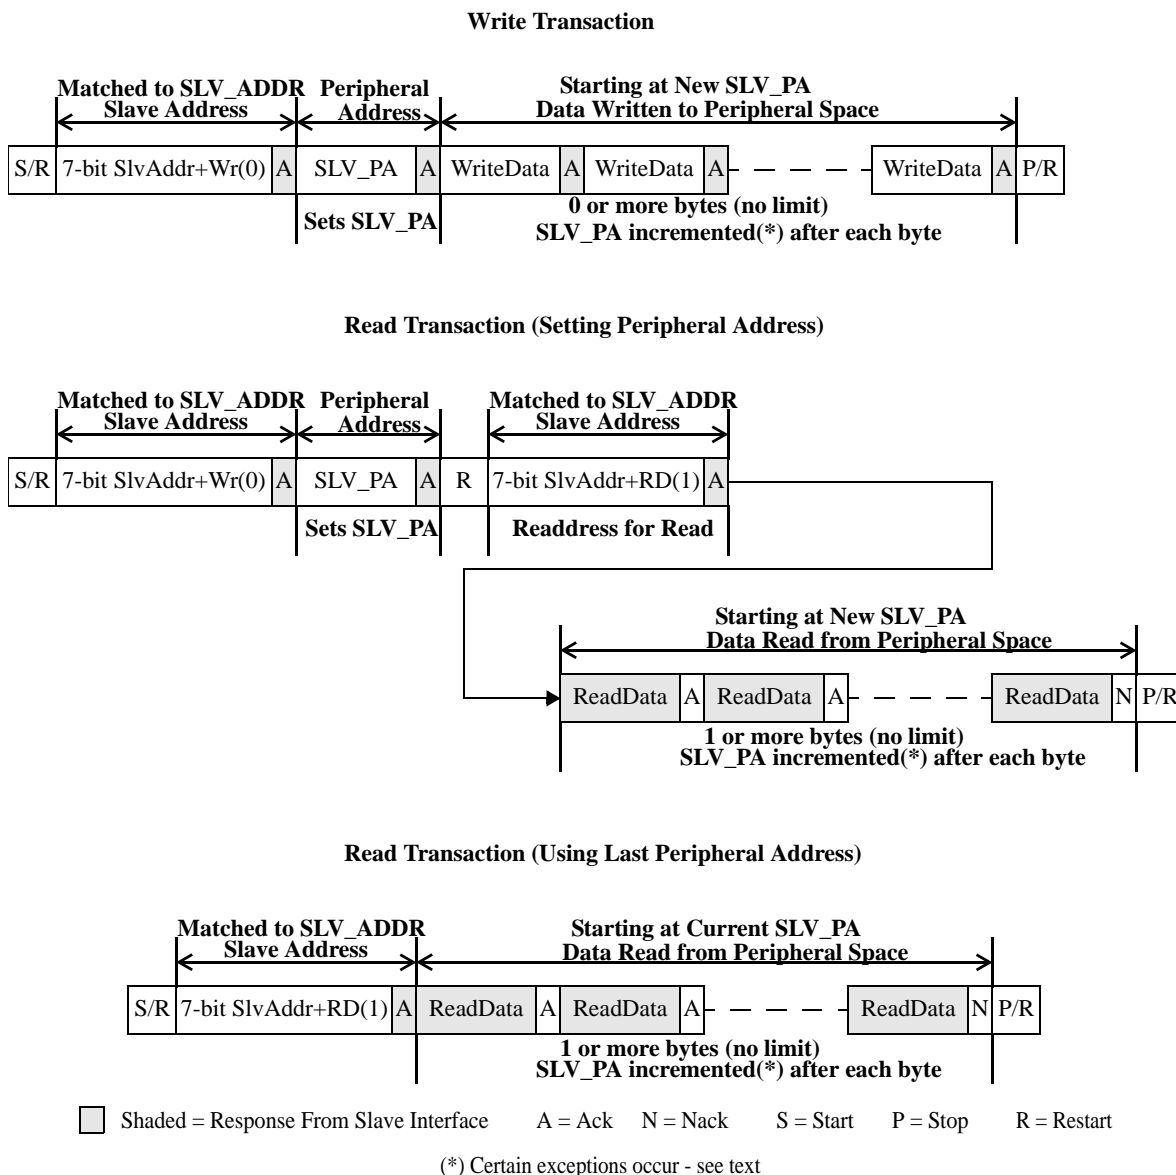 Write Transaction
Matched to SLV_ADDR Peripheral Starting at New SLV_PA
Slave Address Address Data Written to Peripheral Space
S/R 7-bit SlvAddr+Wr(0) A SLV_PA A WriteData A WriteData A WriteData A P/R
Sets SLV_PA 0 or more bytes (no limit)
SLV_PA incremented(*) after each byte
Read Transaction (Setting Peripheral Address)
Matched to SLV_ADDR Peripheral Matched to SLV_ADDR
Slave Address Address Slave Address
S/R 7-bit SlvAddr+Wr(0) A SLV_PA A R 7-bit SlvAddr+RD(1) A
Sets SLV_PA Readdress for Read
Starting at New SLV_PA
Data Read from Peripheral Space
ReadData A ReadData A ReadData N P/R
1 or more bytes (no limit)
SLV_PA incremented(*) after each byte
Read Transaction (Using Last Peripheral Address)
Matched to SLV_ADDR Starting at Current SLV_PA
Slave Address Data Read from Peripheral Space
S/R 7-bit SlvAddr+RD(1) A ReadData A ReadData A ReadData N P/R
1 or more bytes (no limit)
SLV_PA incremented(*) after each byte
Shaded = Response From Slave Interface A = Ack N = Nack S = Start P = Stop R = Restart
(*) Certain exceptions occur - see text